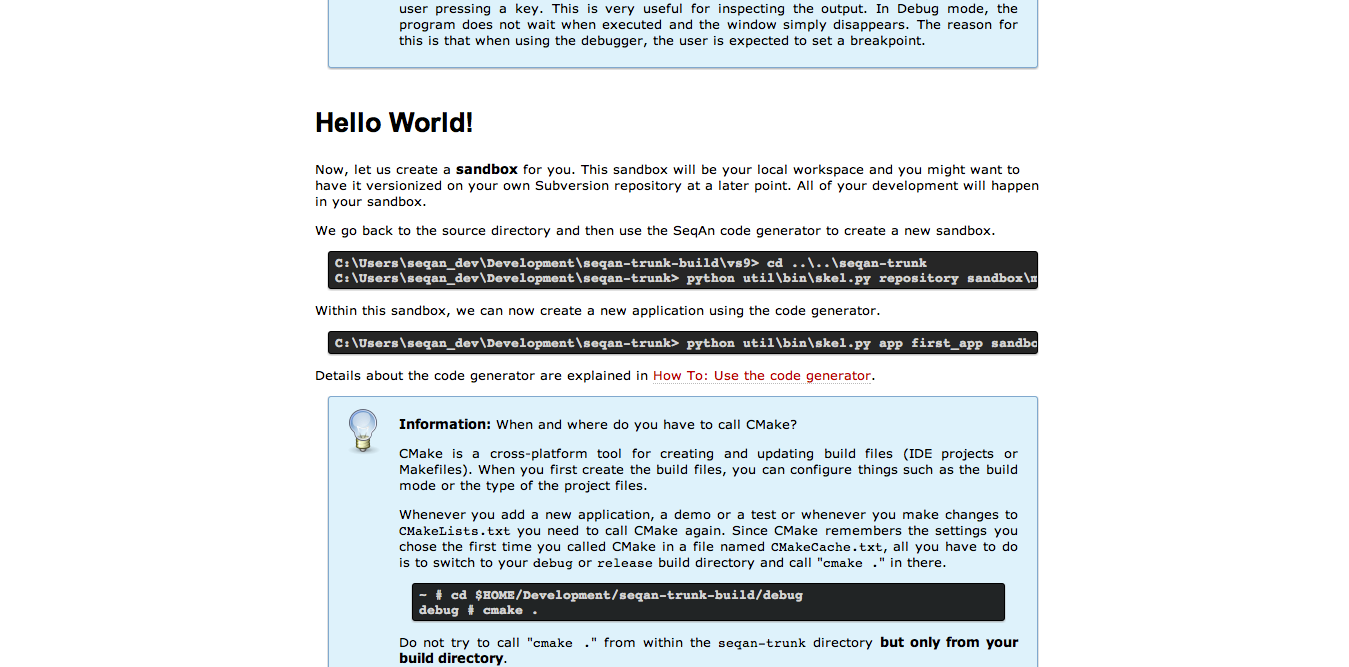 user pressing a key. This is very useful for inspecting the output. In Debug mode, the
program does not wait when executed and the window simply disappears. The reason for
this is that when using the debugger, the user is expected to set a breakpoint.
Hello World!
Now, let us create a sandbox for you. This sandbox will be your local workspace and you might want to
have it versionized on your own Subversion repository at a later point. All of your development will happen
in your sandbox.
We go back to the source directory and then use the SeqAn code generator to create a new sandbox.
C:\Users\seqan_dev\Development\seqan-trunk-build\vs9> cd ..\..\seqan-trunk
C:\Users\seqan_dev\Development\seqan-trunk> python util\bin\skel.py repository sandbox\m
Within this sandbox, we can now create a new application using the code generator.
C:\Users\seqan_dev\Development\seqan-trunk> python util\bin\skel.py app first_app sandbo
Details about the code generator are explained in How To: Use the code generator.
Information: When and where do you have to call CMake?
CMake is a cross-platform tool for creating and updating build files (IDE projects or
Makefiles). When you first create the build files, you can configure things such as the build
mode or the type of the project files.
Whenever you add a new application, a demo or a test or whenever you make changes to
CMakeLists.txt you need to call CMake again. Since CMake remembers the settings you
chose the first time you called CMake in a file named CMakeCache.txt, all you have to do
is to switch to your debug or release build directory and call "cmake ." in there.
~ # cd $HOME/Development/seqan-trunk-build/debug
debug # cmake .
Do not try to call "cmake ." from within the seqan-trunk directory but only from your
build directory.